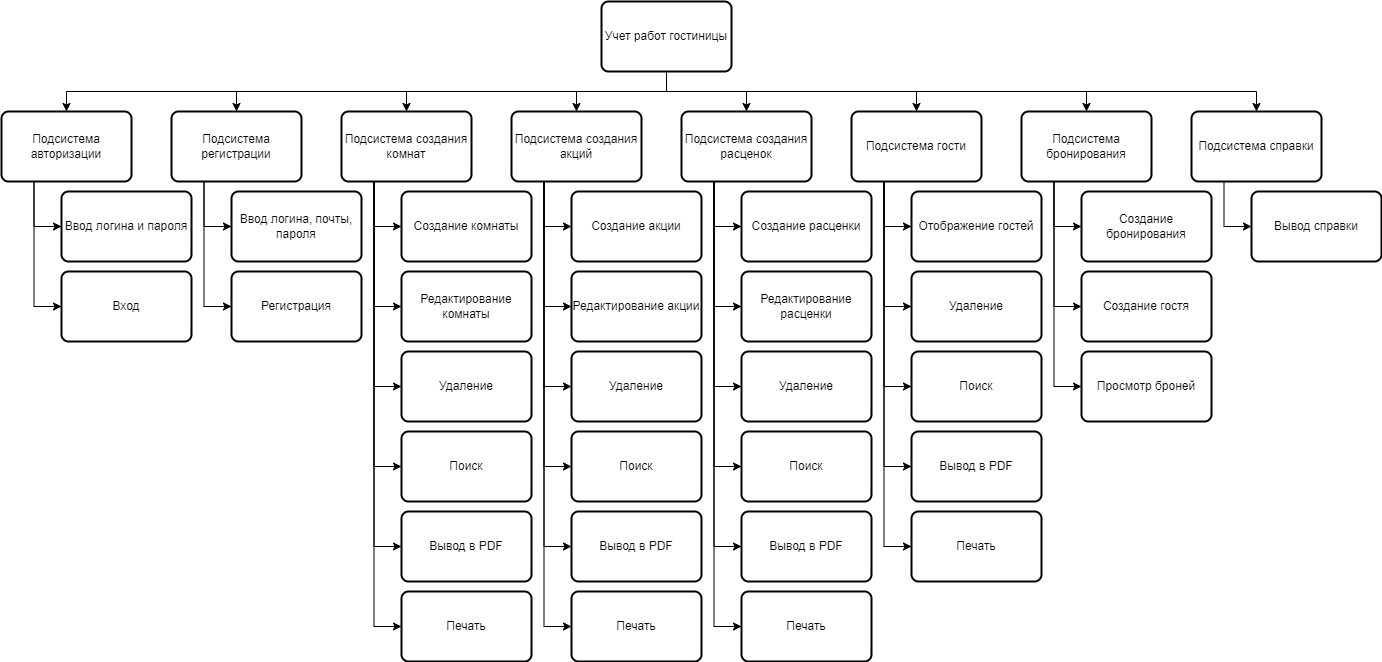 Учет работ гостиницы
Подсистема
авторизации
Подсистема
регистрации
Подсистема создания
комнат
Подсистема создания
акций
Подсистема создания
расценок
Подсистема гости
Подсистема
бронирования
Подсистема справки
Ввод логина и пароля
Ввод логина, почты,
пароля
Создание комнаты
Создание акции
Создание расценки
Отображение гостей
Создание
бронирования
Вывод справки
Вход
Регистрация
Редактирование
комнаты
Редактирование акции
Редактирование
расценки
Удаление
Создание гостя
Удаление
Удаление
Удаление
Поиск
Просмотр броней
Поиск
Поиск
Поиск
Вывод в PDF
Вывод в PDF
Вывод в PDF
Вывод в PDF
Печать
Печать
Печать
Печать